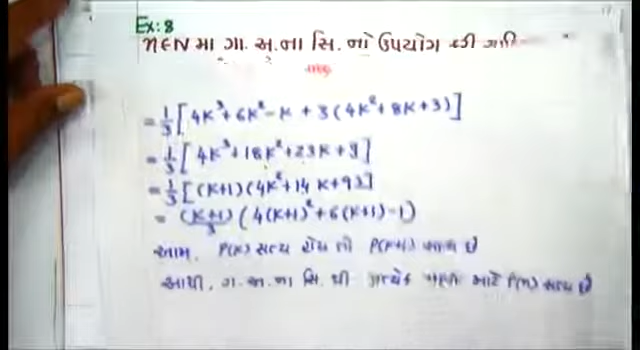 Ex: 8
n∈N મા ગા. અ.ના સિ. નો ઉપયોગ કરી
= 1/3 [4K³+6K²-K + 3(4K²+8K+3)]
= 1/3 [4K³+18K²+23K+9]
= 1/3 [(K+1)(4K²+14K+9)]
= (K+1)/3 (4(K+1)²+6(K+1)-1)
આમ, P(K) સત્ય હોય તો P(K+1) સત્ય છે
આથી, ગ.અ.ના સિ. થી પ્રત્યેક માટે P(n) સત્ય છે